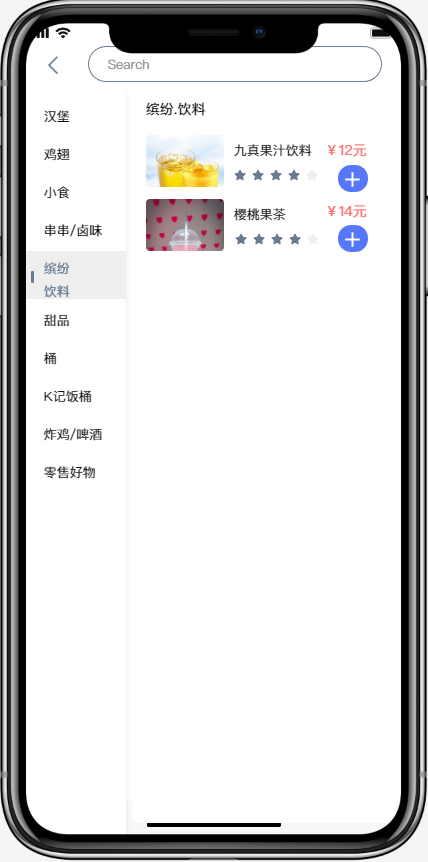 Search
汉堡
鸡翅
小食
串串/卤味
缤纷
饮料
甜品
桶
K记饭桶
炸鸡/啤酒
零售好物
缤纷.饮料
九真果汁饮料
￥12元
樱桃果茶
￥14元